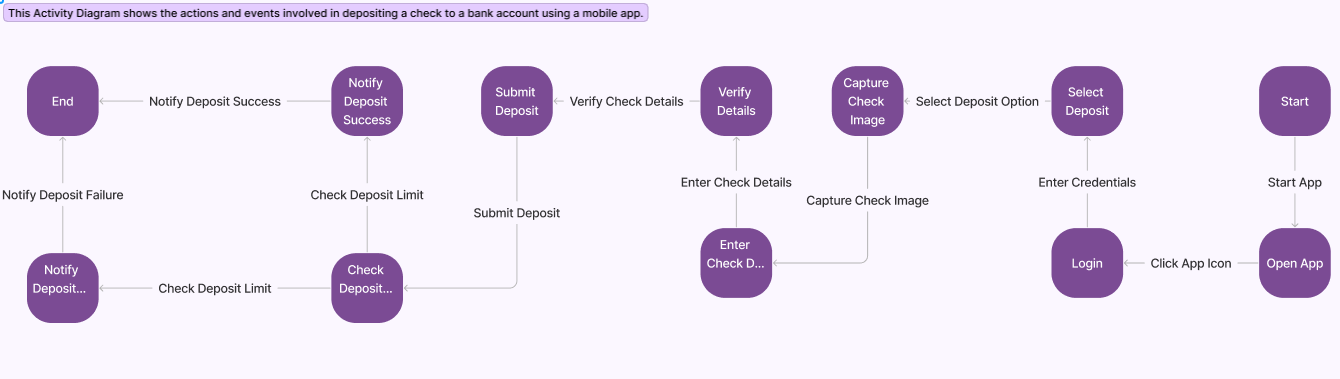 This Activity Diagram shows the actions and events involved in depositing a check to a bank account using a mobile app.
End
Notify Deposit Success
Notify
Deposit
Success
Submit
Deposit
Verify Check Details
Verify
Details
Capture
Check
Image
Select Deposit Option
Select
Deposit
Start
Notify Deposit Failure
Check Deposit Limit
Submit Deposit
Enter Check Details
Capture Check Image
Enter Credentials
Start App
Notify
Deposit...
Check Deposit Limit
Check
Deposit...
Enter
Check D...
Login
Click App Icon
Open App